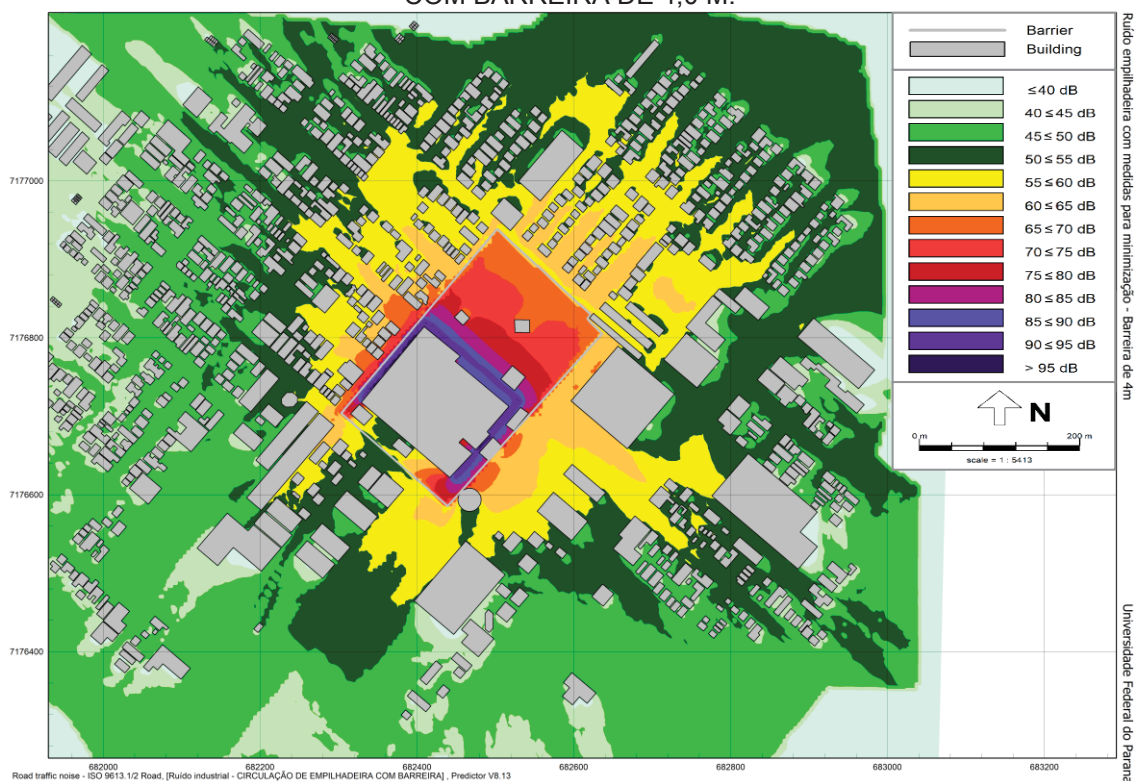 COM BARREIRA DE 4,0 M.
Barrier
Building
≤40 dB
40 ≤ 45 dB
45 ≤ 50 dB
50 ≤ 55 dB
55 ≤ 60 dB
60 ≤ 65 dB
65 ≤ 70 dB
70 ≤ 75 dB
75 ≤ 80 dB
80 ≤ 85 dB
85 ≤ 90 dB
90 ≤ 95 dB
> 95 dB
N
0 m 200 m
scale = 1 : 5413
Ruído empilhadeira com medidas para minimização - Barreira de 4m
Universidade Federal do Paraná
7177000
7176800
7176600
7176400
682000 682200 682400 682600 682800 683000 683200
Road traffic noise - ISO 9613.1/2 Road, [Ruído industrial - CIRCULAÇÃO DE EMPILHADEIRA COM BARREIRA] , Predictor V8.13